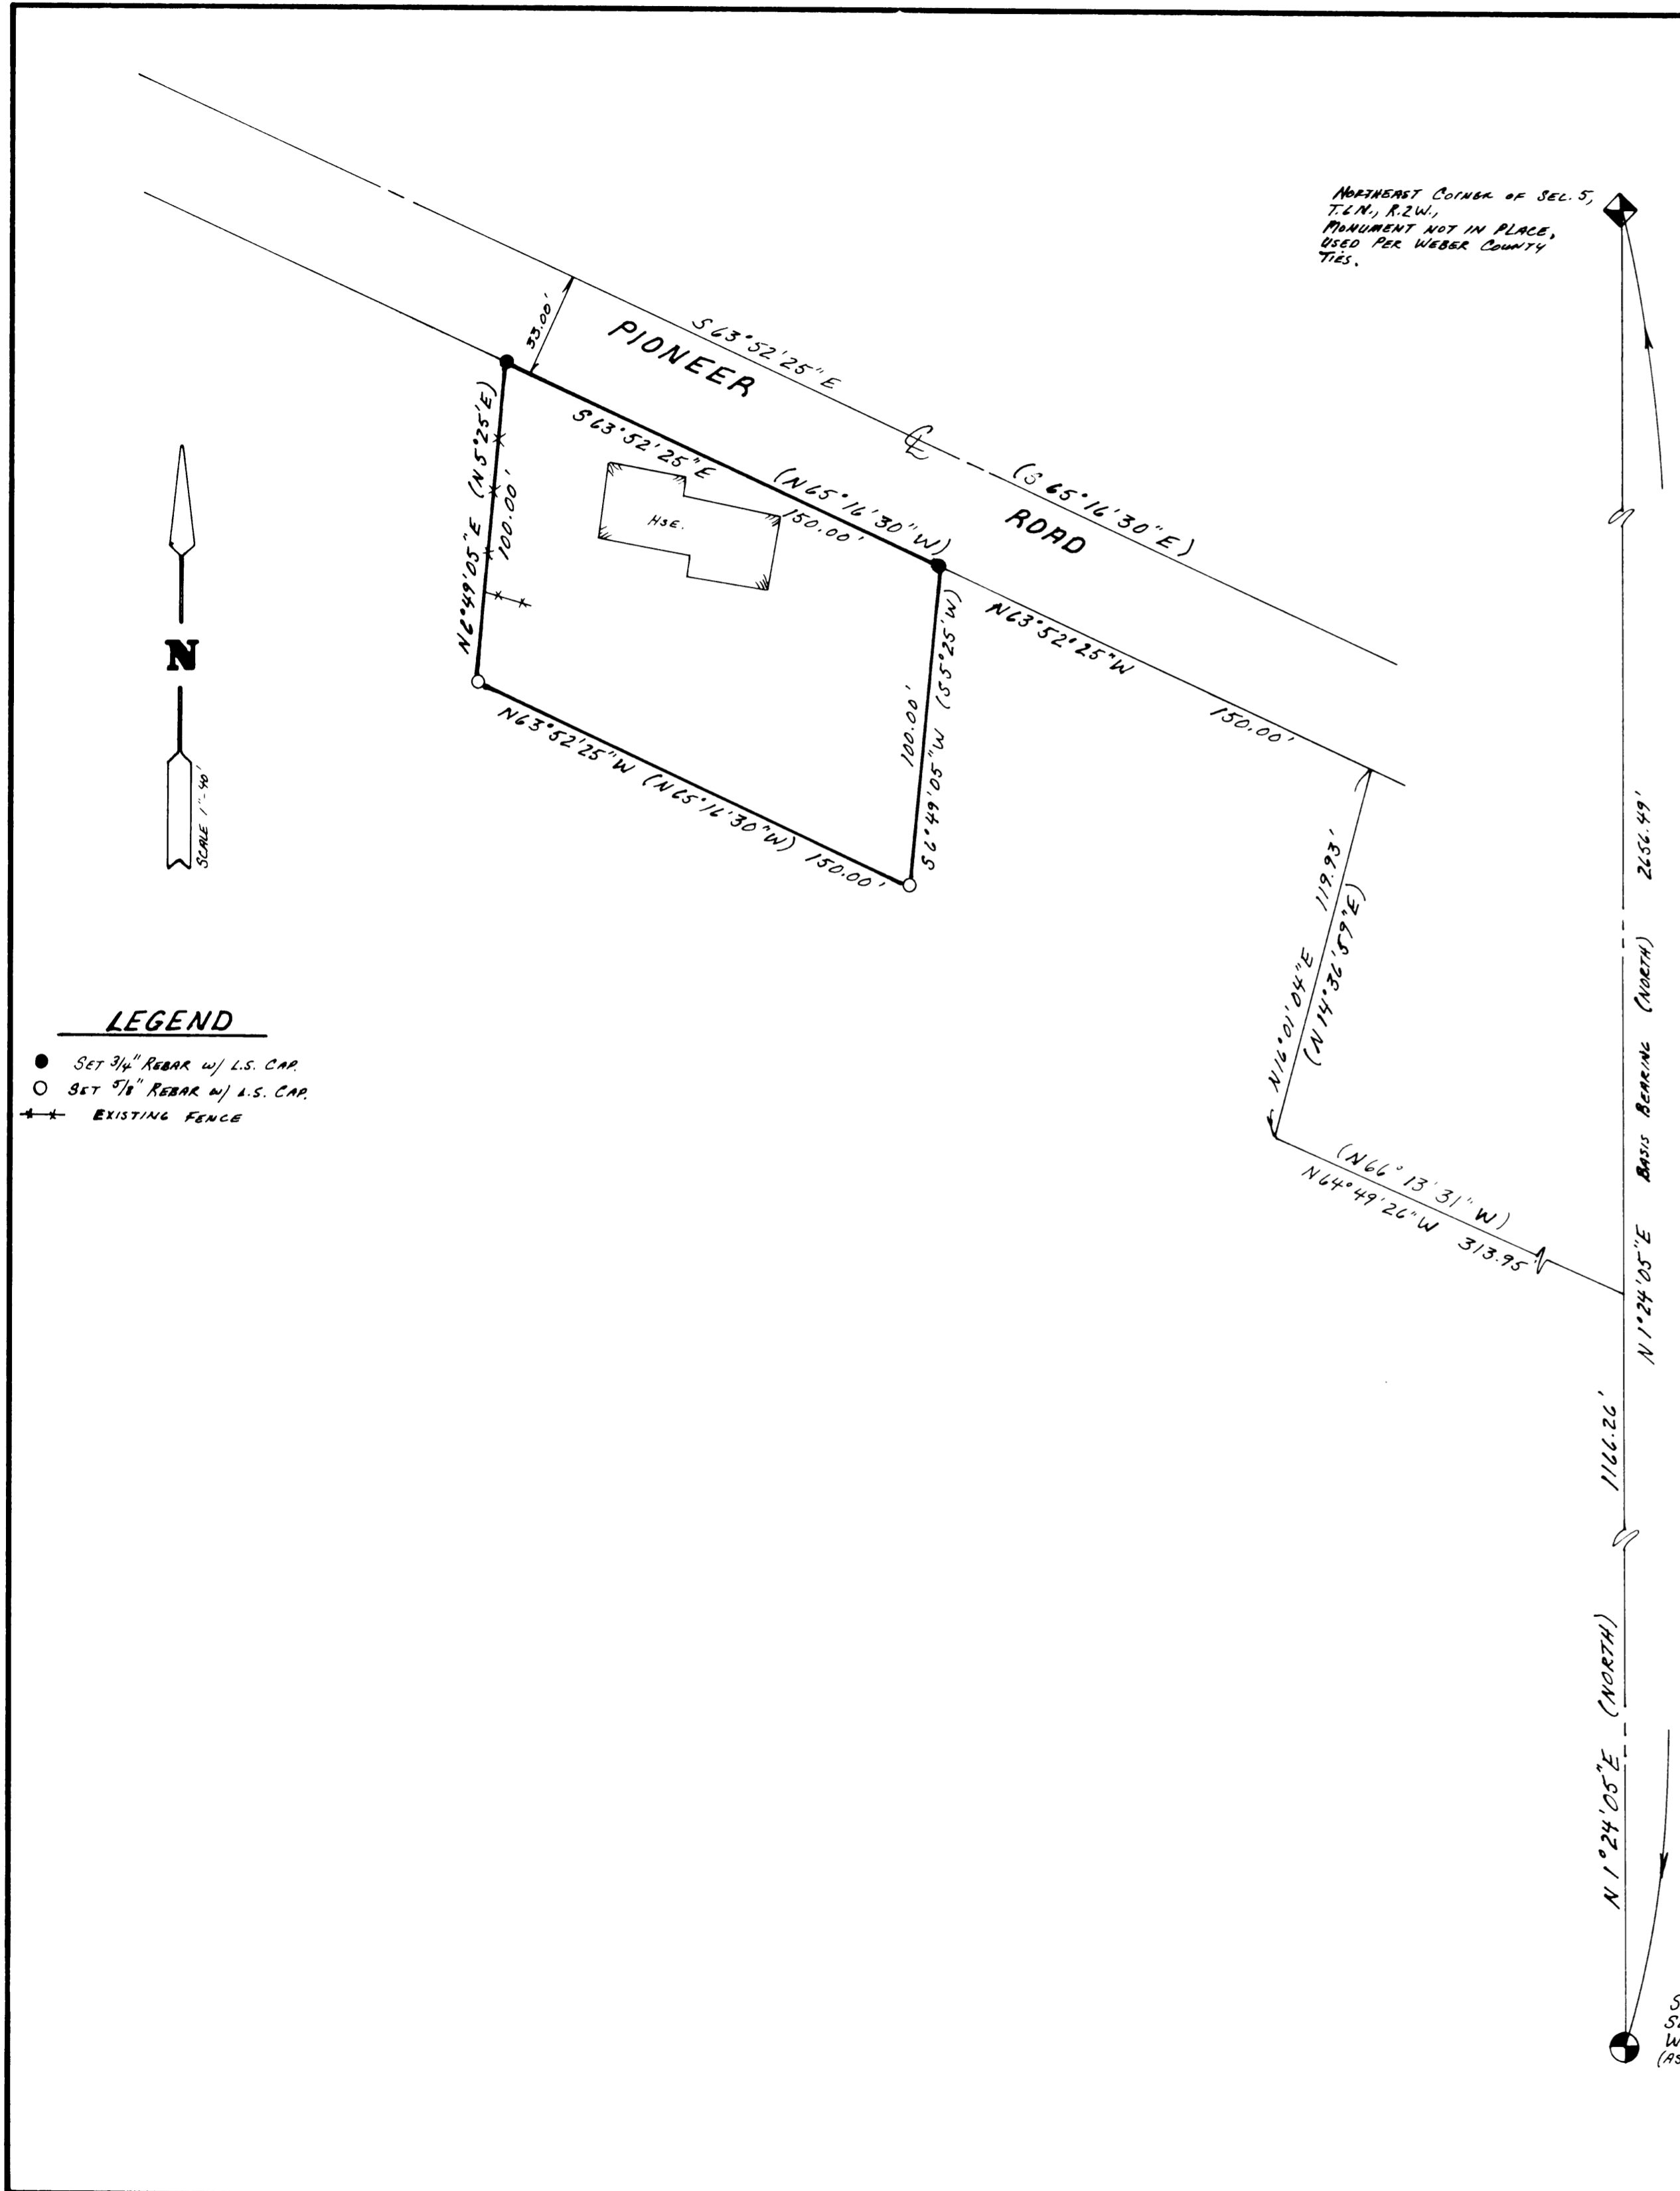 NORTHEAST CORNER OF SEC. 5,
T.6N., R.2W.,
MONUMENT NOT IN PLACE,
USED PER WEBER COUNTY
TIES.
33.00'
S63°52'25"E
PIONEER
S63°52'25"E
(N65°16'30"W)
150.00'
℄
(S65°16'30"E)
ROAD
N6°49'05"E (N5°25'E)
100.00'
HSE.
N63°52'25"W
150.00'
100.00'
S6°49'05"W (S5°25'W)
N63°52'25"W (N65°16'30"W) 150.00'
N
SCALE 1"-40'
N16°01'04"E 119.93'
(N14°36'59"E)
(N66°13'31"W)
N64°49'26"W 313.95'
N1°24'05"E BASIS BEARING (NORTH) 2656.49'
1166.26'
N1°24'05"E (NORTH)
LEGEND
SET 3/4" REBAR W/ L.S. CAP.
SET 5/8" REBAR W/ L.S. CAP.
EXISTING FENCE
S
W
(AS